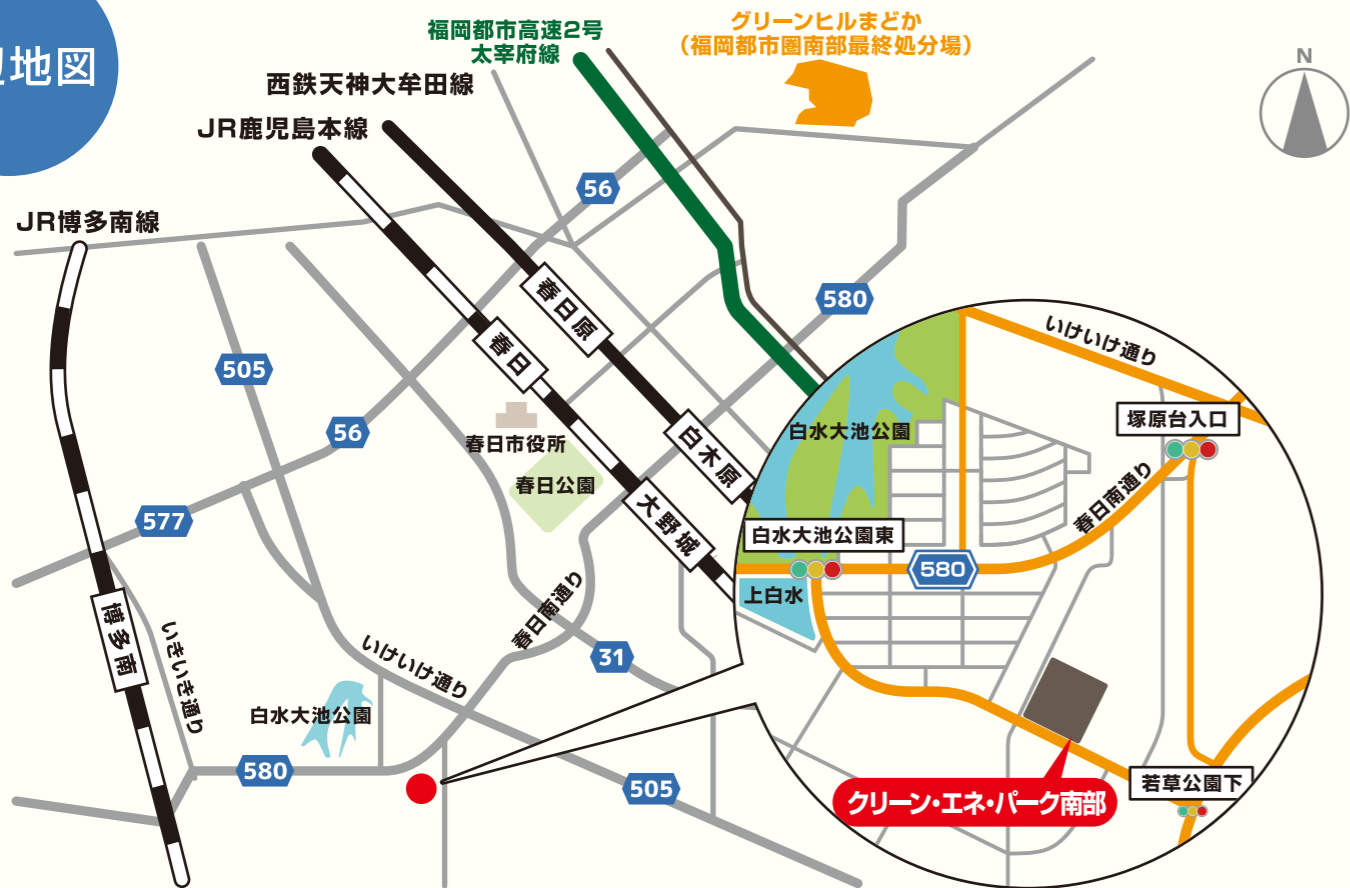 地図
福岡都市高速2号
太宰府線
グリーンヒルまどか
（福岡都市圏南部最終処分場）
N
西鉄天神大牟田線
JR鹿児島本線
JR博多南線
56
580
春日原
春日
505
56
春日市役所
春日公園
白木原
大野城
577
博多南
いきいき通り
いけいけ通り
春日南通り
31
白水大池公園
580
505
いけいけ通り
塚原台入口
白水大池公園
春日南通り
白水大池公園東
580
上白水
若草公園下
クリーン・エネ・パーク南部